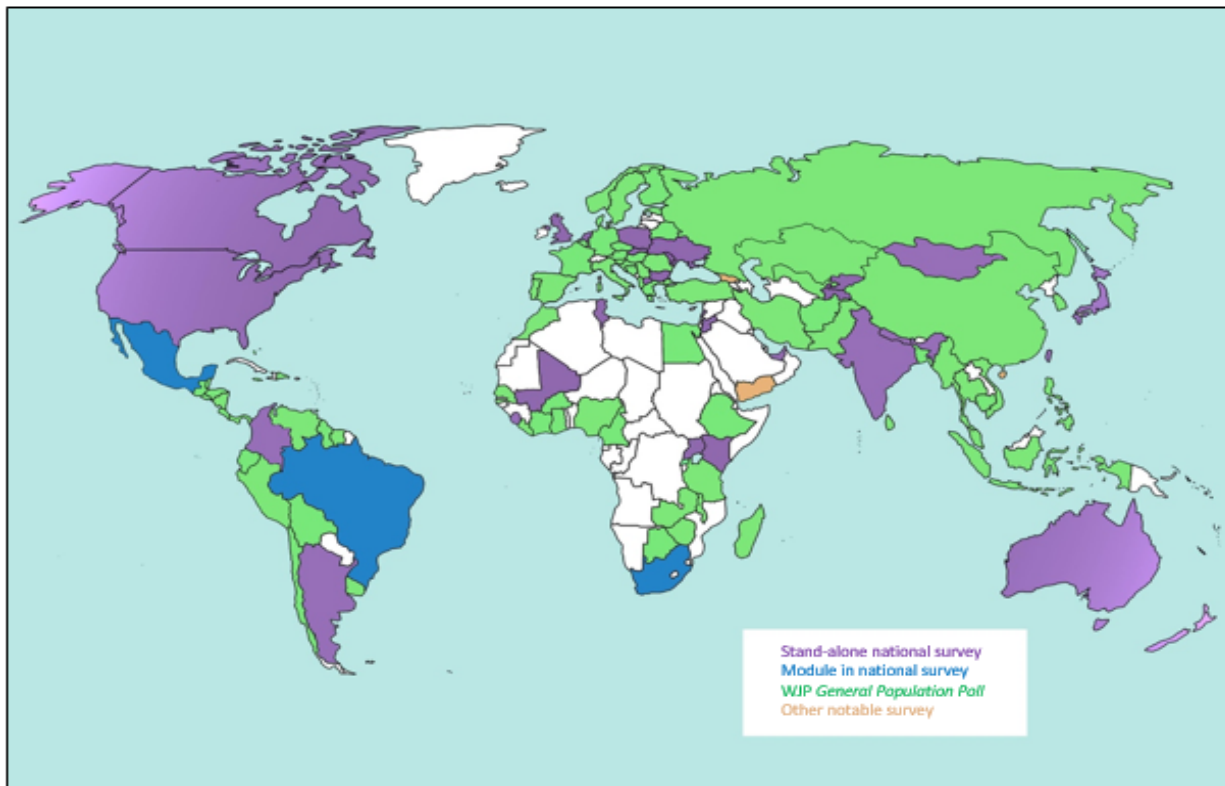 Stand-alone national survey
Module in national survey
WJP General Population Poll
Other notable survey